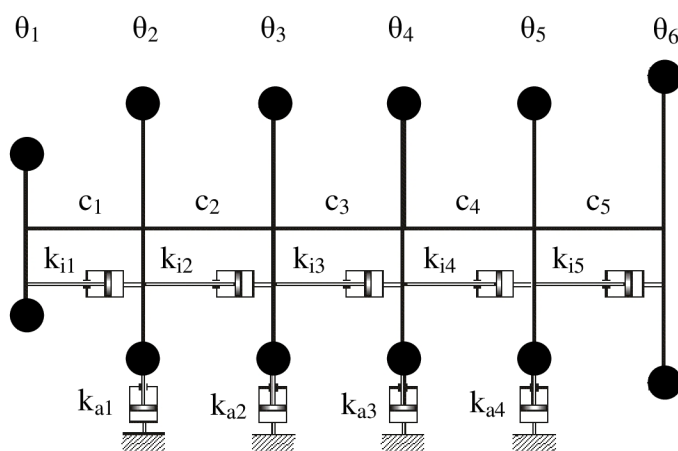 θ₁ θ₂ θ₃ θ₄ θ₅ θ₆
c₁ c₂ c₃ c₄ c₅
kᵢ₁ kᵢ₂ kᵢ₃ kᵢ₄ kᵢ₅
kₐ₁ kₐ₂ kₐ₃ kₐ₄